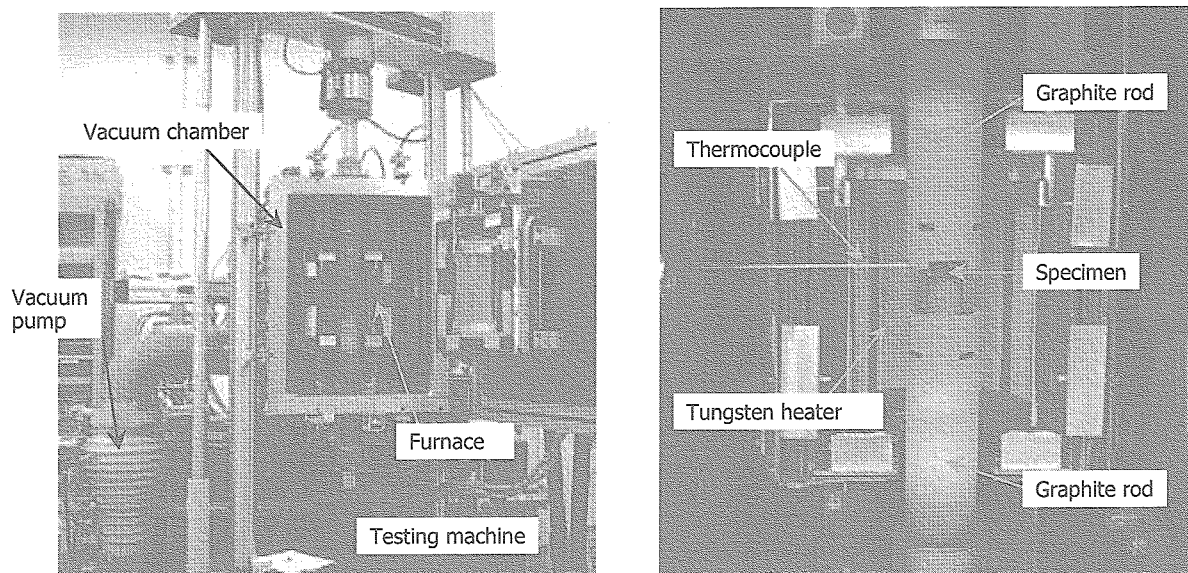 Vacuum chamber
Vacuum
pump
Furnace
Testing machine
Graphite rod
Thermocouple
Specimen
Tungsten heater
Graphite rod